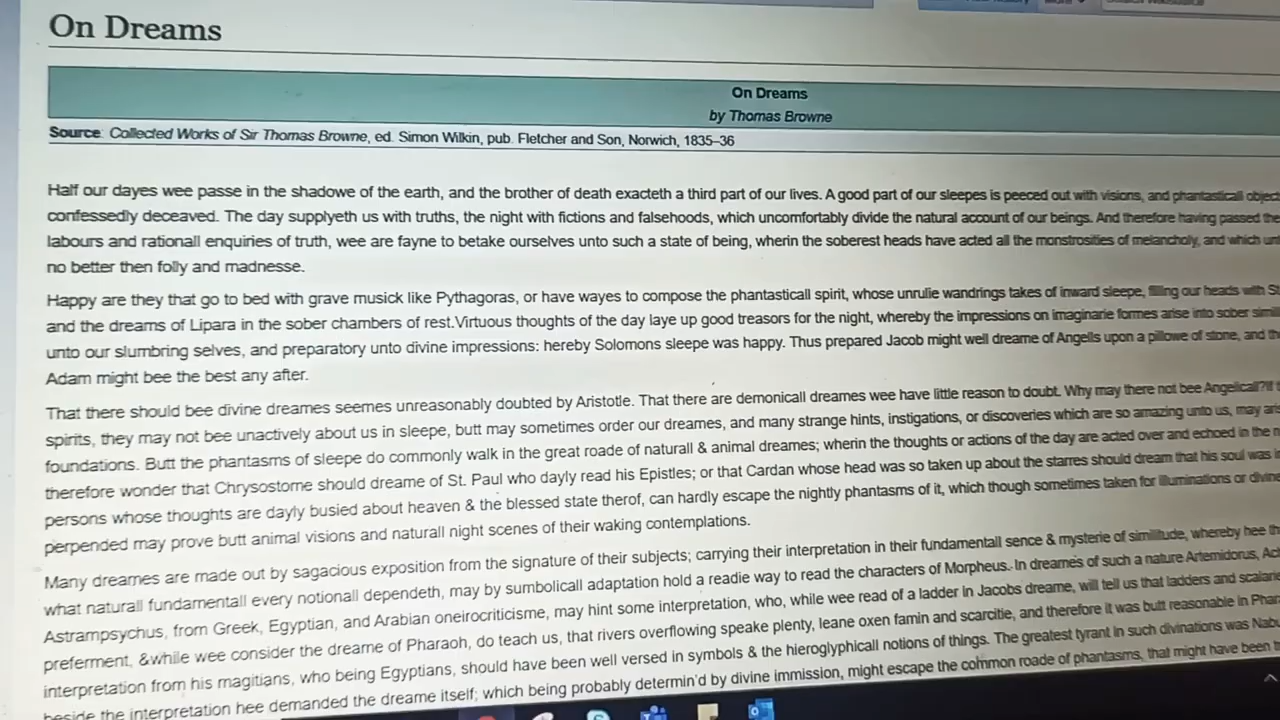 On Dreams
On Dreams
by Thomas Browne
Source: Collected Works of Sir Thomas Browne, ed. Simon Wilkin, pub. Fletcher and Son, Norwich, 1835–36
Half our dayes wee passe in the shadowe of the earth, and the brother of death exacteth a third part of our lives. A good part of our sleepes is peeced out with visions, and phantasticall
confessedly deceaved. The day supplyeth us with truths, the night with fictions and falsehoods, which uncomfortably divide the natural account of our beings. And therefore having passed the
labours and rationall enquiries of truth, wee are fayne to betake ourselves unto such a state of being, wherin the soberest heads have acted all the monstrosities of melancholy, and which
no better then folly and madnesse.
Happy are they that go to bed with grave musick like Pythagoras, or have wayes to compose the phantasticall spirit, whose unrulie wandrings takes of inward sleepe, filling our heads with
and the dreams of Lipara in the sober chambers of rest.Virtuous thoughts of the day laye up good treasors for the night, whereby the impressions on imaginarie formes arise into sober
unto our slumbring selves, and preparatory unto divine impressions: hereby Solomons sleepe was happy. Thus prepared Jacob might well dreame of Angells upon a pillowe of stone, and
Adam might bee the best any after.
That there should bee divine dreames seemes unreasonably doubted by Aristotle. That there are demonicall dreames wee have little reason to doubt. Why may there not bee Angelicall?If
spirits, they may not bee unactively about us in sleepe, butt may sometimes order our dreames, and many strange hints, instigations, or discoveries which are so amazing unto us, may
foundations. Butt the phantasms of sleepe do commonly walk in the great roade of naturall & animal dreames; wherin the thoughts or actions of the day are acted over and echoed in the
therefore wonder that Chrysostome should dreame of St. Paul who dayly read his Epistles; or that Cardan whose head was so taken up about the starres should dream that his soul was
persons whose thoughts are dayly busied about heaven & the blessed state therof, can hardly escape the nightly phantasms of it, which though sometimes taken for illuminations or
perpended may prove butt animal visions and naturall night scenes of their waking contemplations.
Many dreames are made out by sagacious exposition from the signature of their subjects; carrying their interpretation in their fundamentall sence & mysterie of similitude, whereby hee
what naturall fundamentall every notionall dependeth, may by sumbolicall adaptation hold a readie way to read the characters of Morpheus. In dreames of such a nature Artemidorus,
Astrampsychus, from Greek, Egyptian, and Arabian oneirocriticisme, may hint some interpretation, who, while wee read of a ladder in Jacobs dreame, will tell us that ladders and
preferment, &while wee consider the dreame of Pharaoh, do teach us, that rivers overflowing speake plenty, leane oxen famin and scarcitie, and therefore it was butt reasonable in
interpretation from his magitians, who being Egyptians, should have been well versed in symbols & the hieroglyphicall notions of things. The greatest tyrant in such divinations was
beside the interpretation hee demanded the dreame itself; which being probably determin'd by divine immission, might escape the common roade of phantasms, that might have been